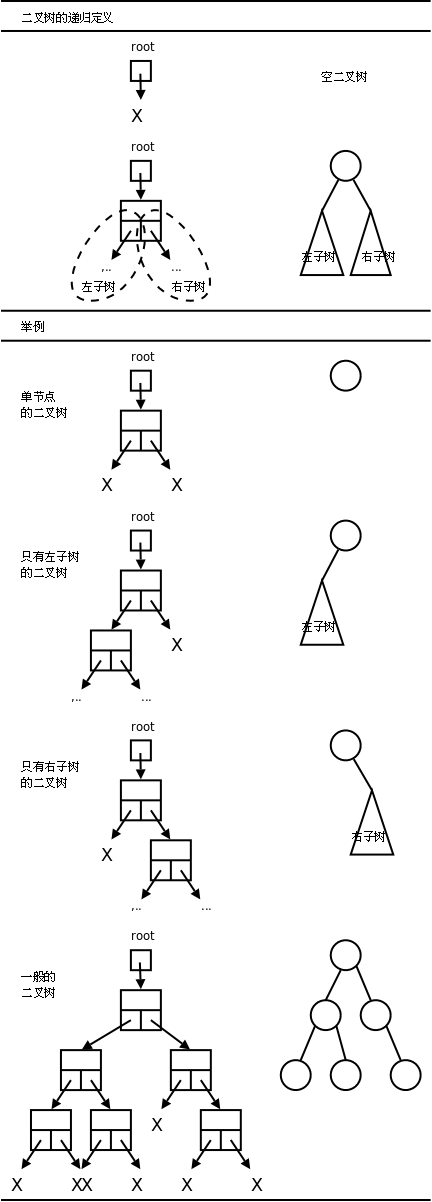 二叉树的递归定义
root
空二叉树
X
root
左子树 右子树
,.. ...
左子树 右子树
举例
root
单节点
的二叉树
X X
root
只有左子树
的二叉树
左子树
X
,.. ...
root
只有右子树
的二叉树
右子树
X
,.. ...
root
一般的
二叉树
X
X XX X X X